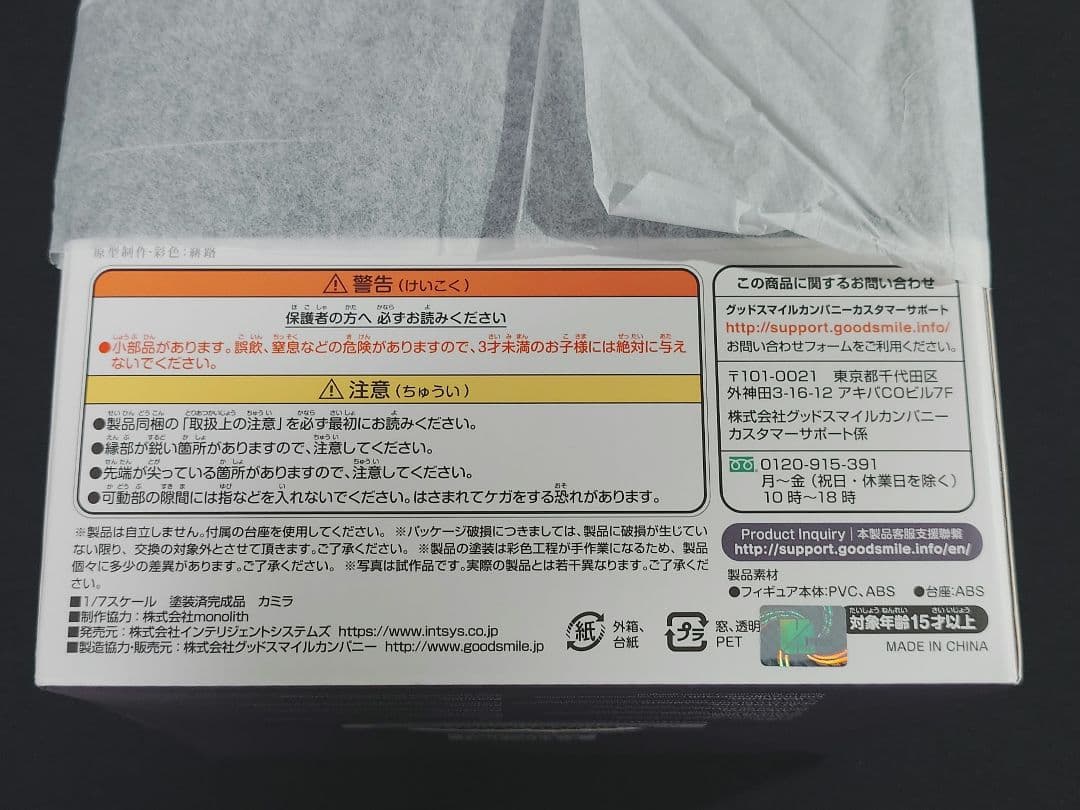 原型制作・彩色：絺路
⚠警告(けいこく)
保護者の方へ 必ずお読みください
●小部品があります。誤飲、窒息などの危険がありますので、3才未満のお子様には絶対に与え
ないでください。
⚠注意(ちゅうい)
●製品同梱の「取扱上の注意」を必ず最初にお読みください。
●縁部が鋭い箇所がありますので、注意してください。
●先端が尖っている箇所がありますので、注意してください。
●可動部の隙間には指などを入れないでください。はさまれてケガをする恐れがあります。
※製品は自立しません。付属の台座を使用してください。 ※パッケージ破損につきましては、製品に破損が生じてい
ない限り、交換の対象外とさせて頂きます。ご了承ください。 ※製品の塗装は彩色工程が手作業になるため、製品
個々に多少の差異があります。ご了承ください。 ※写真は試作品です。実際の製品とは若干異なります。ご了承くださ
い。
■1/7スケール 塗装済完成品 カミラ
■制作協力：株式会社monolith
■発売元：株式会社インテリジェントシステムズ https://www.intsys.co.jp
■製造協力・販売元：株式会社グッドスマイルカンパニー http://www.goodsmile.jp
この商品に関するお問い合わせ
グッドスマイルカンパニーカスタマーサポート
http://support.goodsmile.info/
お問い合わせフォームをご利用ください。
〒101-0021 東京都千代田区
外神田3-16-12 アキバCOビル7F
株式会社グッドスマイルカンパニー
カスタマーサポート係
0120-915-391
月〜金(祝日・休業日を除く)
10時〜18時
Product Inquiry | 本製品客服支援聯繫
http://support.goodsmile.info/en/
製品素材
●フィギュア本体：PVC、ABS ●台座：ABS
紙 外箱、
台紙
プラ 窓、透明
PET
対象年齢15才以上
MADE IN CHINA